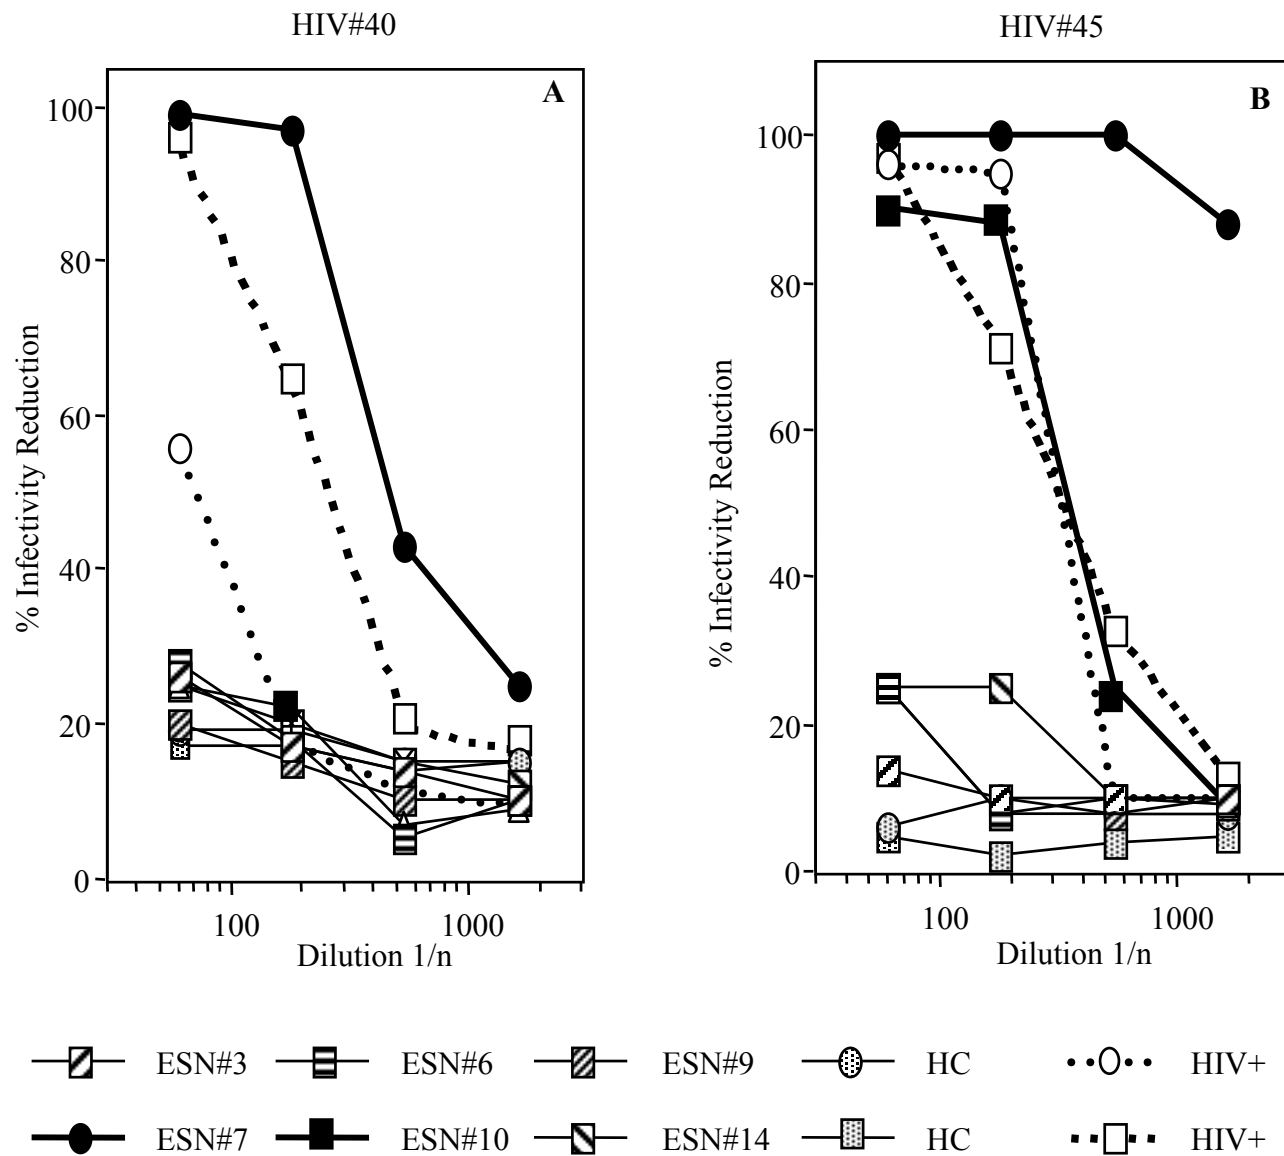 HIV#40
HIV#45
A
B
% Infectivity Reduction
100
80
60
40
20
0
100
1000
Dilution 1/n
% Infectivity Reduction
100
80
60
40
20
0
100
1000
Dilution 1/n
ESN#3 ESN#6 ESN#9 HC HIV+
ESN#7 ESN#10 ESN#14 HC HIV+